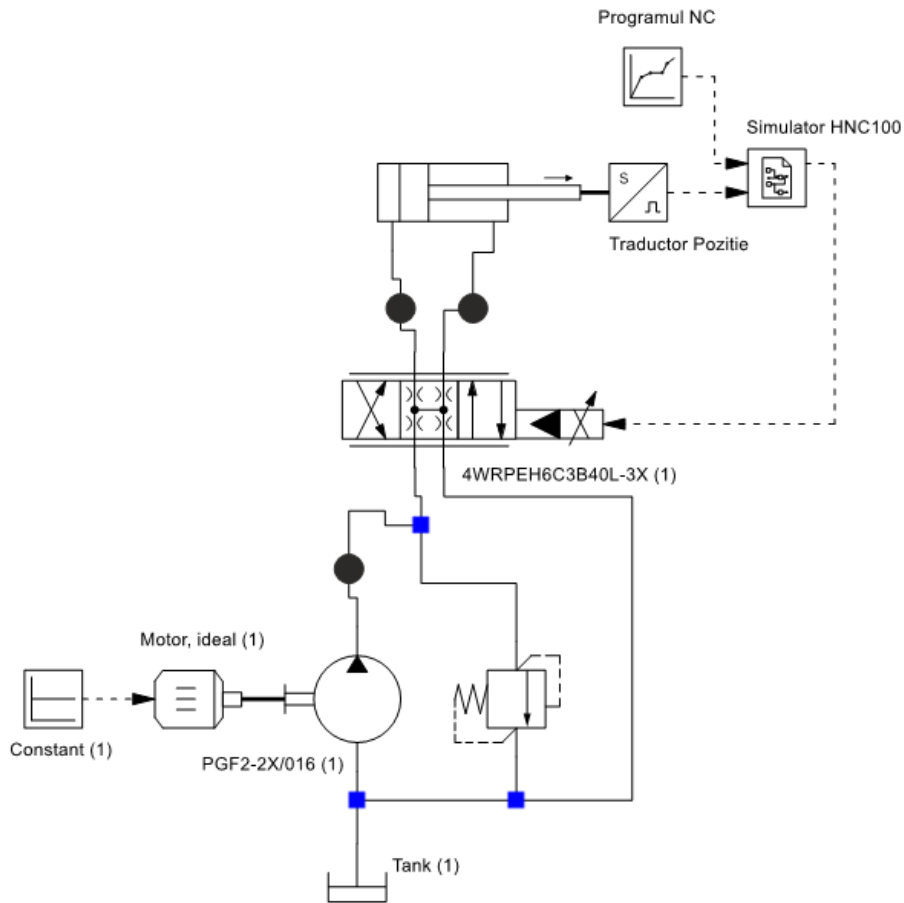 Programul NC
Simulator HNC100
S
Traductor Pozitie
4WRPEH6C3B40L-3X (1)
Motor, ideal (1)
Constant (1)
PGF2-2X/016 (1)
Tank (1)